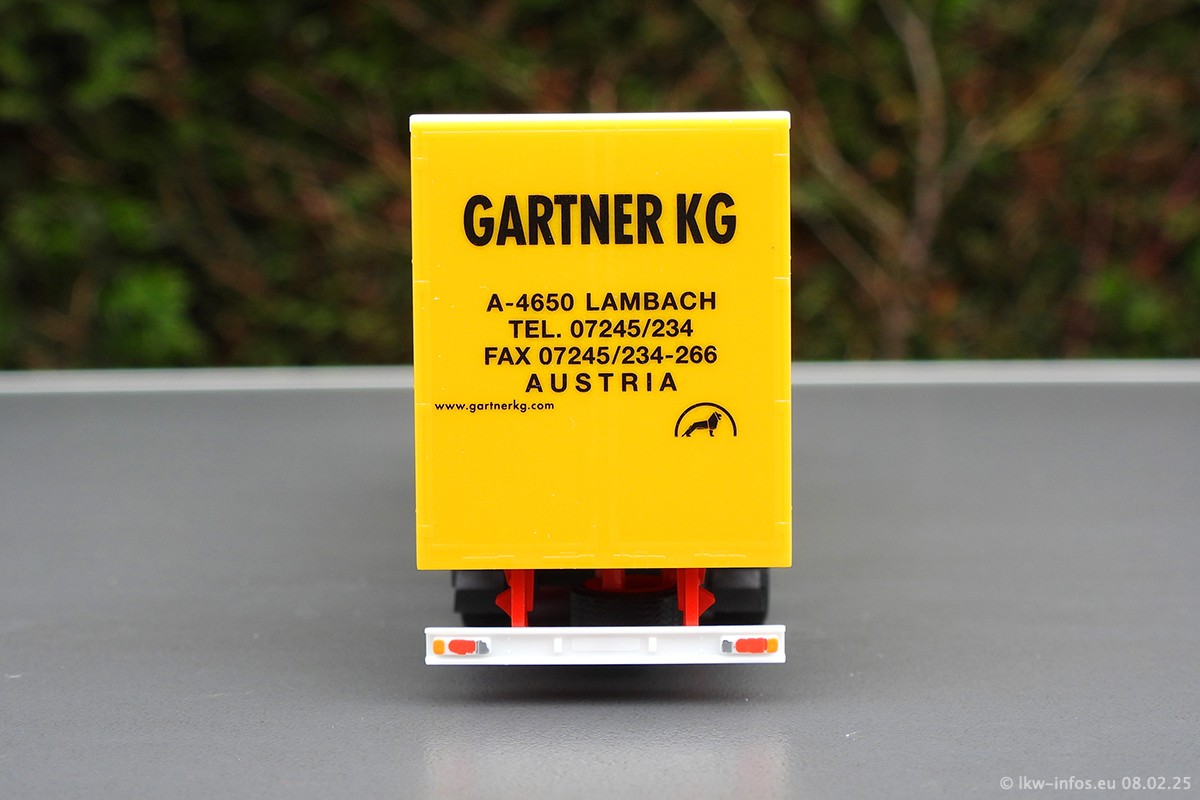 GARTNER KG
A-4650 LAMBACH
TEL. 07245/234
FAX 07245/234-266
AUSTRIA
www.gartnerkg.com
© lkw-infos.eu 08.02.25